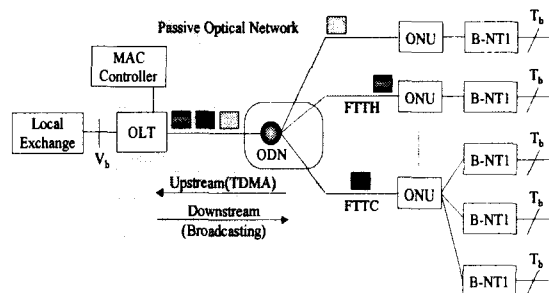 Passive Optical Network
MAC
Controller
Local
Exchange
V_b
OLT
ODN
Upstream(TDMA)
Downstream
(Broadcasting)
ONU
B-NT1
T_b
FTTH
ONU
B-NT1
T_b
FTTC
ONU
B-NT1
T_b
B-NT1
T_b
B-NT1
T_b